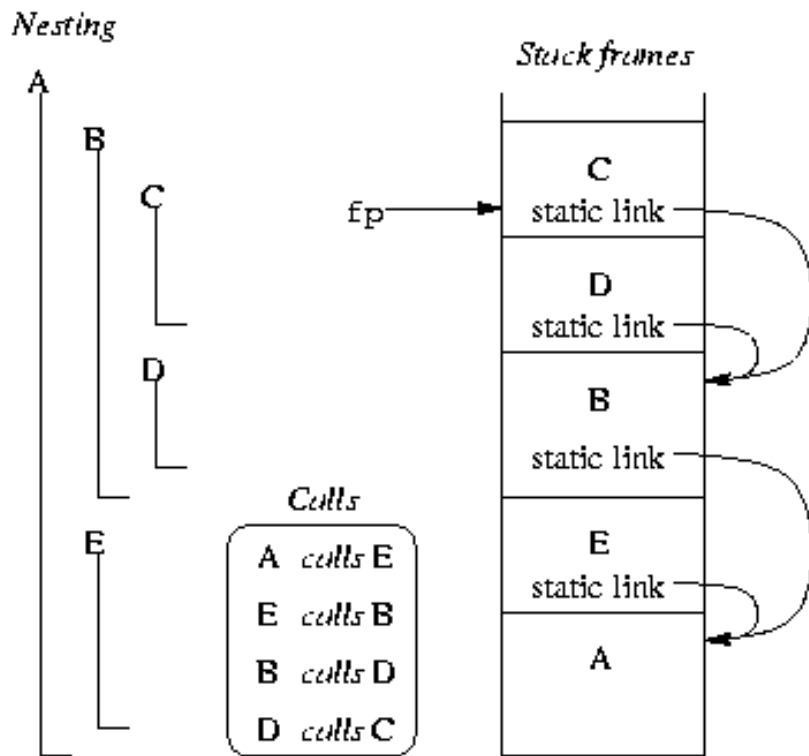 Nesting
A
B
C
D
E
Calls
A calls E
E calls B
B calls D
D calls C
Stack frames
fp
C
static link
D
static link
B
static link
E
static link
A